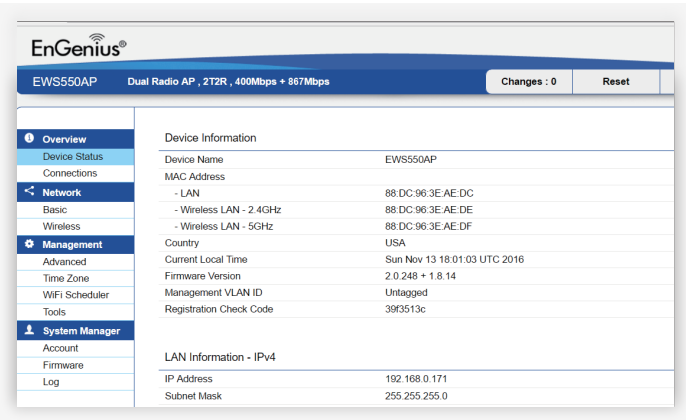 EnGenius®
EWS550AP Dual Radio AP , 2T2R , 400Mbps + 867Mbps Changes : 0 Reset
Overview
Device Status
Connections
Network
Basic
Wireless
Management
Advanced
Time Zone
WiFi Scheduler
Tools
System Manager
Account
Firmware
Log
Device Information
Device Name EWS550AP
MAC Address
- LAN 88:DC:96:3E:AE:DC
- Wireless LAN - 2.4GHz 88:DC:96:3E:AE:DE
- Wireless LAN - 5GHz 88:DC:96:3E:AE:DF
Country USA
Current Local Time Sun Nov 13 18:01:03 UTC 2016
Firmware Version 2.0.248 + 1.8.14
Management VLAN ID Untagged
Registration Check Code 39f3513c
LAN Information - IPv4
IP Address 192.168.0.171
Subnet Mask 255.255.255.0